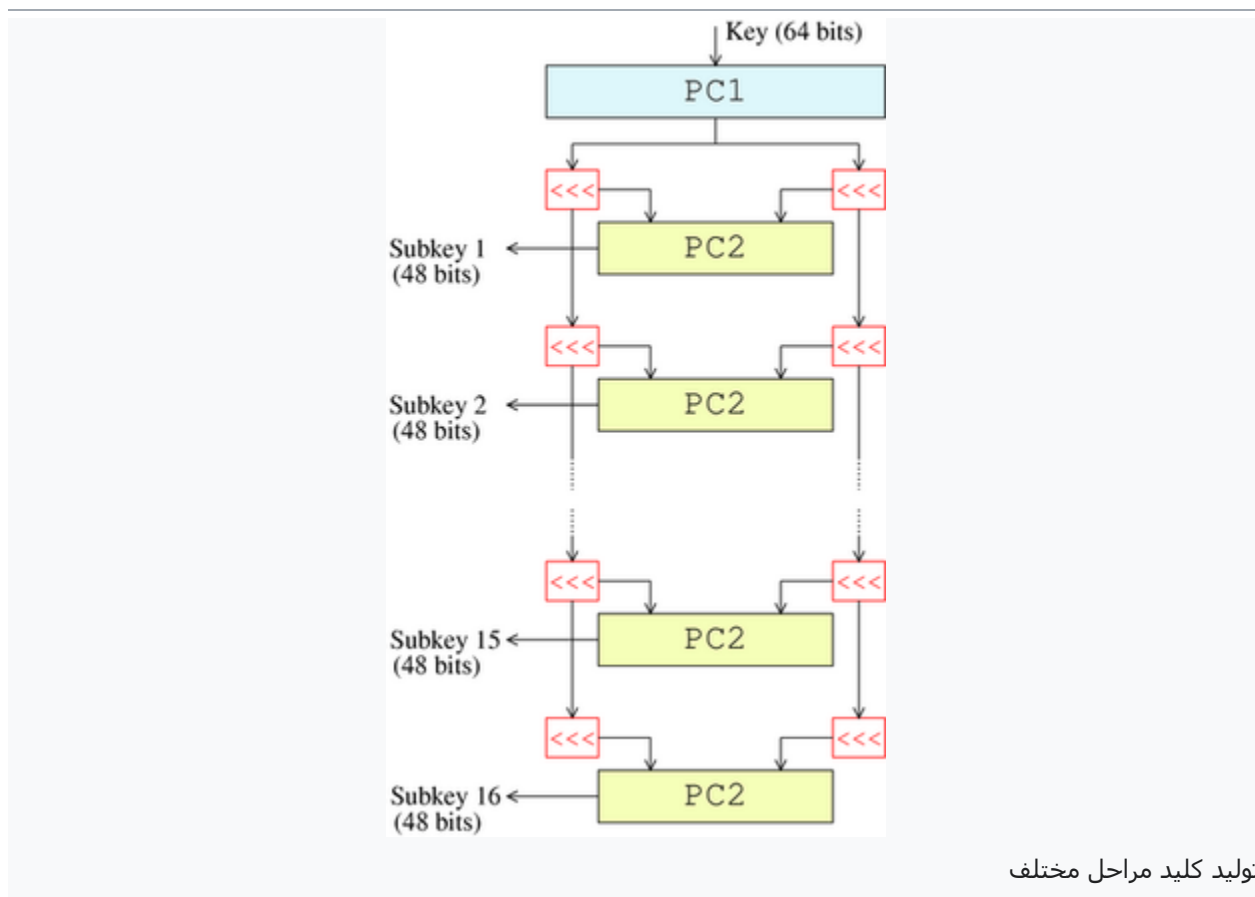 Key (64 bits)
PC1
<<< <<<
PC2
Subkey 1
(48 bits)
<<< <<<
PC2
Subkey 2
(48 bits)
<<< <<<
PC2
Subkey 15
(48 bits)
<<< <<<
PC2
Subkey 16
(48 bits)
تولید کلید مراحل مختلف